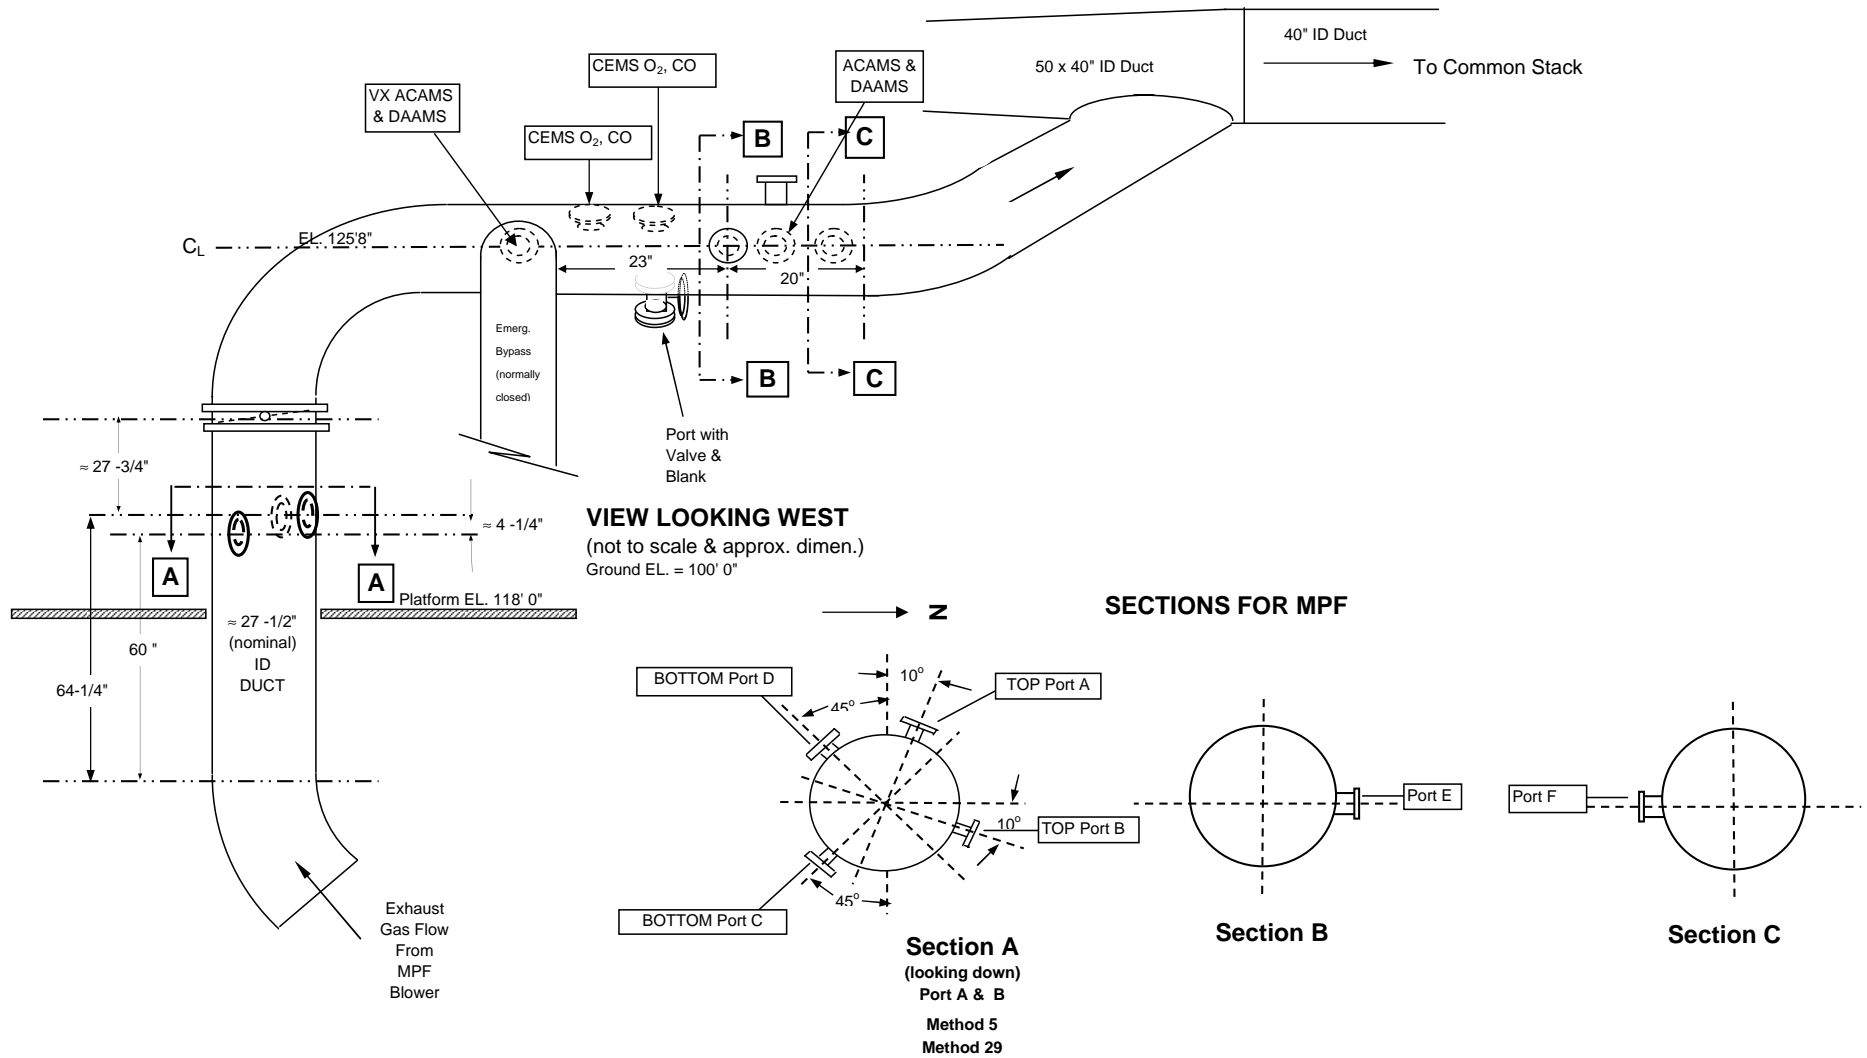 40" ID Duct
50 x 40" ID Duct
To Common Stack
CEMS O₂, CO
ACAMS &
DAAMS
VX ACAMS
& DAAMS
CEMS O₂, CO
B
C
C_L
EL. 125'8"
23"
20"
Emerg.
Bypass
(normally
closed)
B
C
Port with
Valve &
Blank
≈ 27 -3/4"
≈ 4 -1/4"
VIEW LOOKING WEST
(not to scale & approx. dimen.)
Ground EL. = 100' 0"
A
A
Platform EL. 118' 0"
≈ 27 -1/2"
(nominal)
ID
DUCT
60 "
64-1/4"
N
SECTIONS FOR MPF
BOTTOM Port D
10°
TOP Port A
45°
10°
TOP Port B
Port E
Port F
45°
BOTTOM Port C
Exhaust
Gas Flow
From
MPF
Blower
Section A
(looking down)
Port A & B
Method 5
Method 29
Section B
Section C